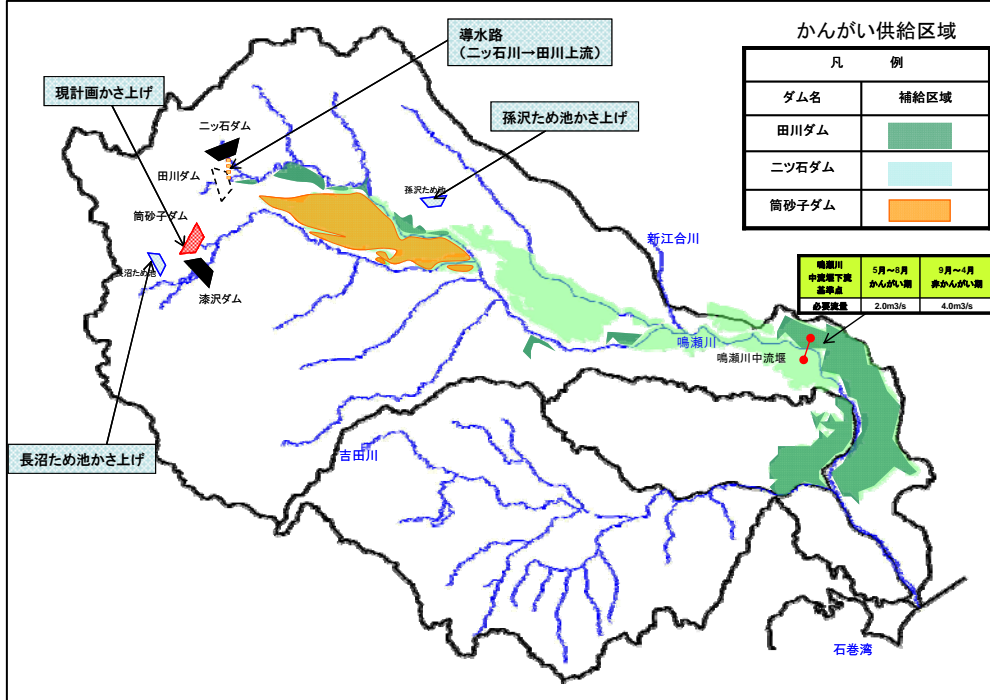 かんがい供給区域
凡 例
ダム名 補給区域
田川ダム
二ツ石ダム
筒砂子ダム
導水路
(二ッ石川→田川上流)
現計画かさ上げ
孫沢ため池かさ上げ
二ッ石ダム
田川ダム
孫沢ため池
筒砂子ダム
長沼ため池
漆沢ダム
新江合川
鳴瀬川
中流堰下流
基準点
5月~8月
かんがい期
9月~4月
非かんがい期
必要流量 2.0m3/s 4.0m3/s
鳴瀬川
鳴瀬川中流堰
長沼ため池かさ上げ
吉田川
石巻湾